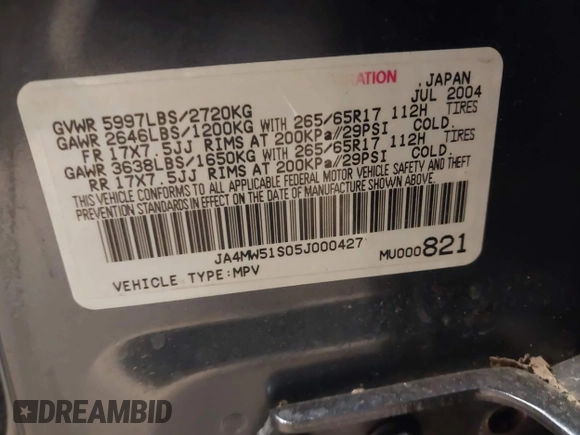 RATION , JAPAN
JUL 2004
GVWR 5997LBS/2720KG
GAWR 2646LBS/1200KG WITH 265/65R17 112H TIRES
FR 17X7.5JJ RIMS AT 200KPa//29PSI COLD.
GAWR 3638LBS/1650KG WITH 265/65R17 112H TIRES
RR 17X7.5JJ RIMS AT 200KPa//29PSI COLD.
THIS VEHICLE CONFORMS TO ALL APPLICABLE FEDERAL MOTOR VEHICLE SAFETY AND THEFT
PREVENTION STANDARDS IN EFFECT ON THE DATE OF MANUFACTURE SHOWN ABOVE.
JA4MW51S05J000427
MU000821
VEHICLE TYPE:MPV
DREAMBID